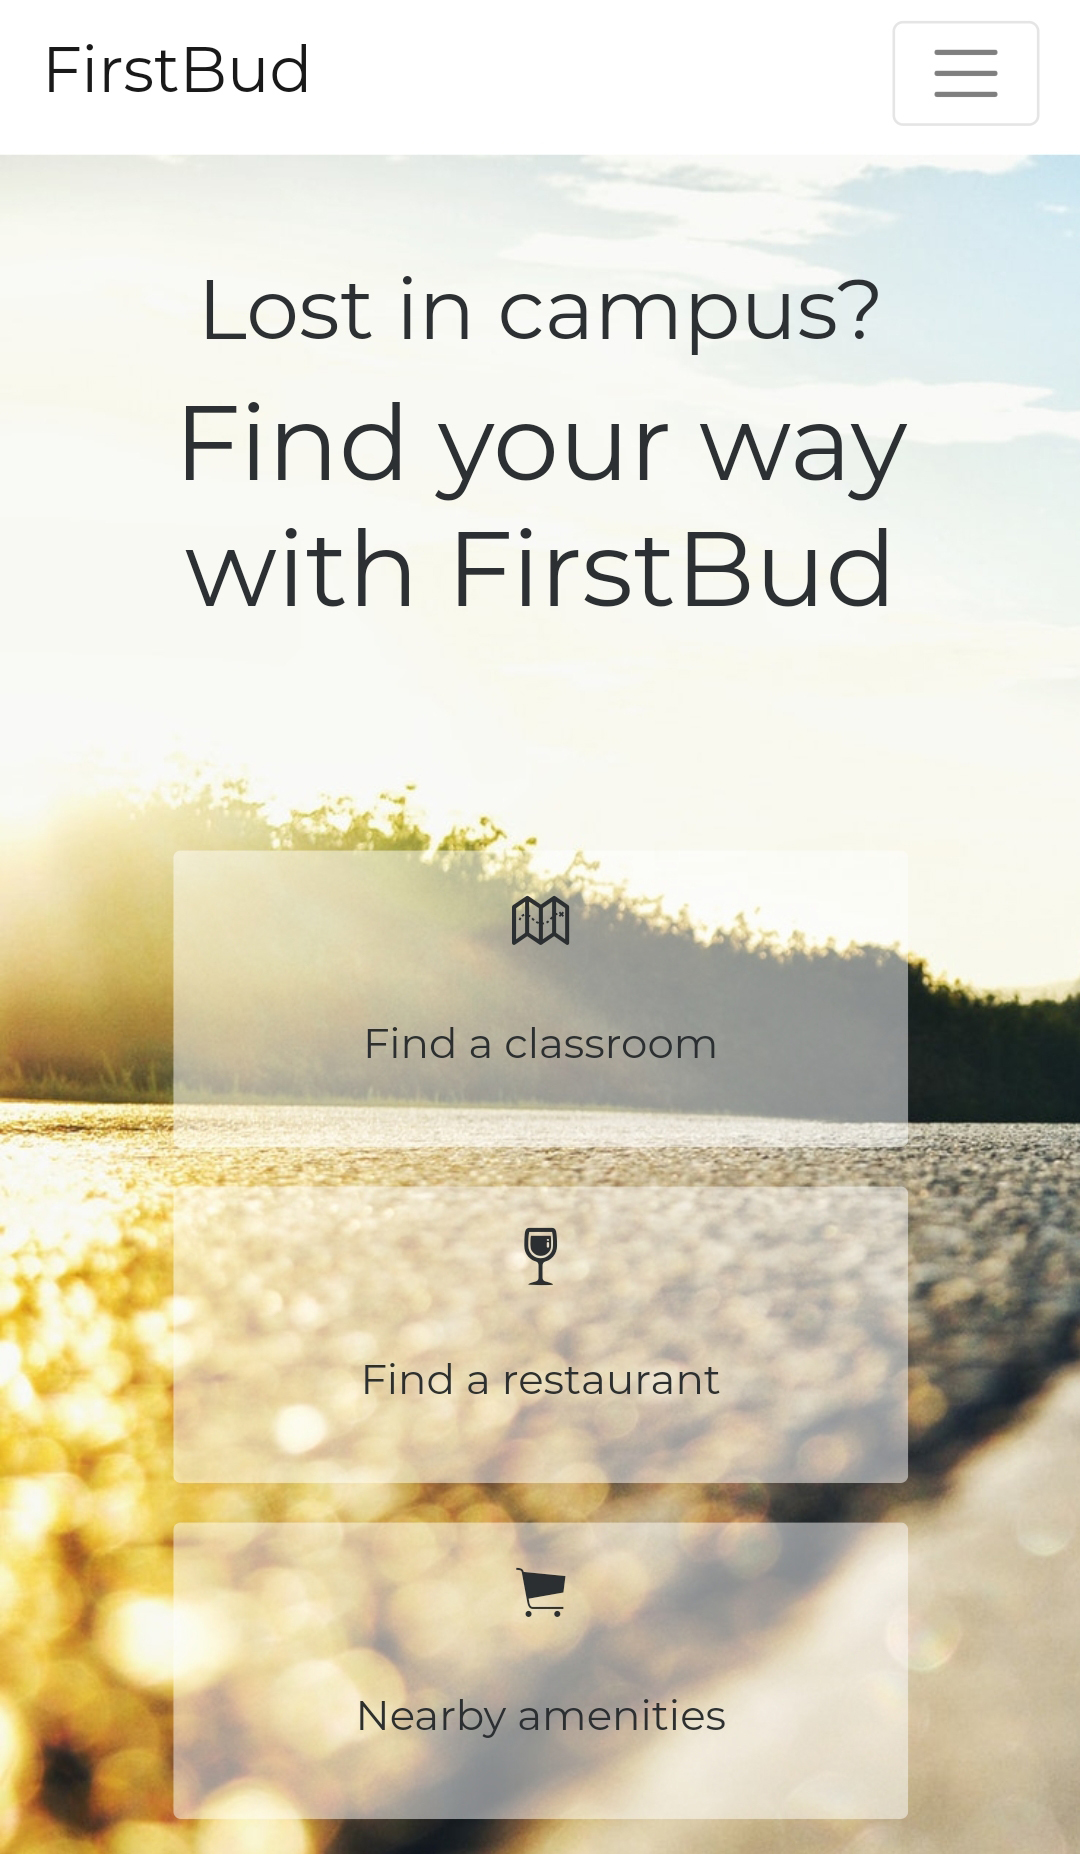 FirstBud
Lost in campus?
Find your way
with FirstBud
Find a classroom
Find a restaurant
Nearby amenities